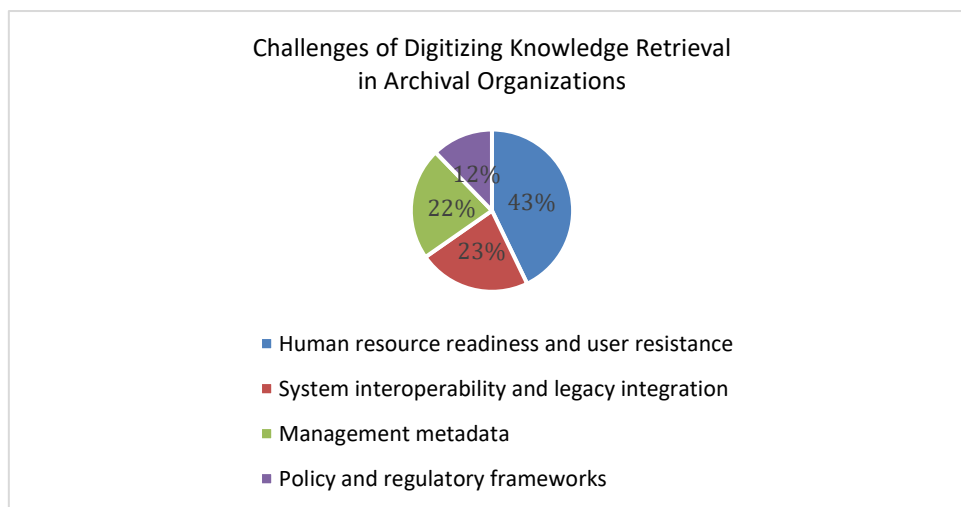 Challenges of Digitizing Knowledge Retrieval
in Archival Organizations
12%
43%
22%
23%
Human resource readiness and user resistance
System interoperability and legacy integration
Management metadata
Policy and regulatory frameworks